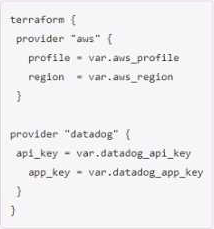 terraform {
 provider "aws" {
   profile = var.aws_profile
   region  = var.aws_region
 }

provider "datadog" {
 api_key = var.datadog_api_key
   app_key = var.datadog_app_key
 }
}